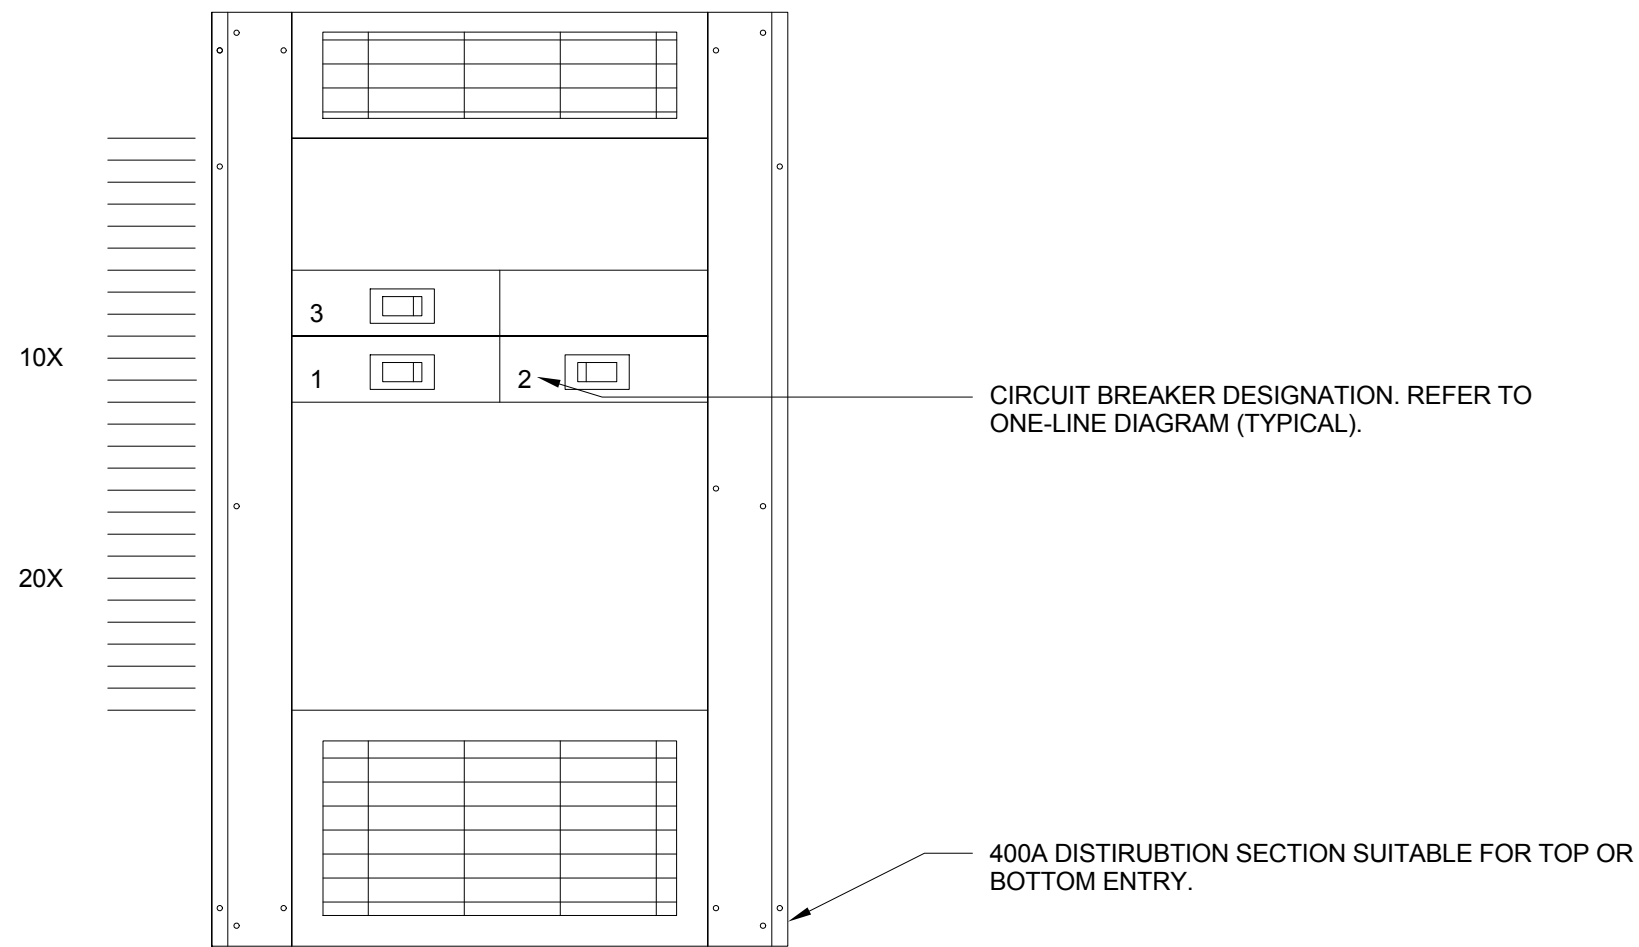 3
10X
1
2
CIRCUIT BREAKER DESIGNATION. REFER TO
ONE-LINE DIAGRAM (TYPICAL).
20X
400A DISTIRUBTION SECTION SUITABLE FOR TOP OR
BOTTOM ENTRY.